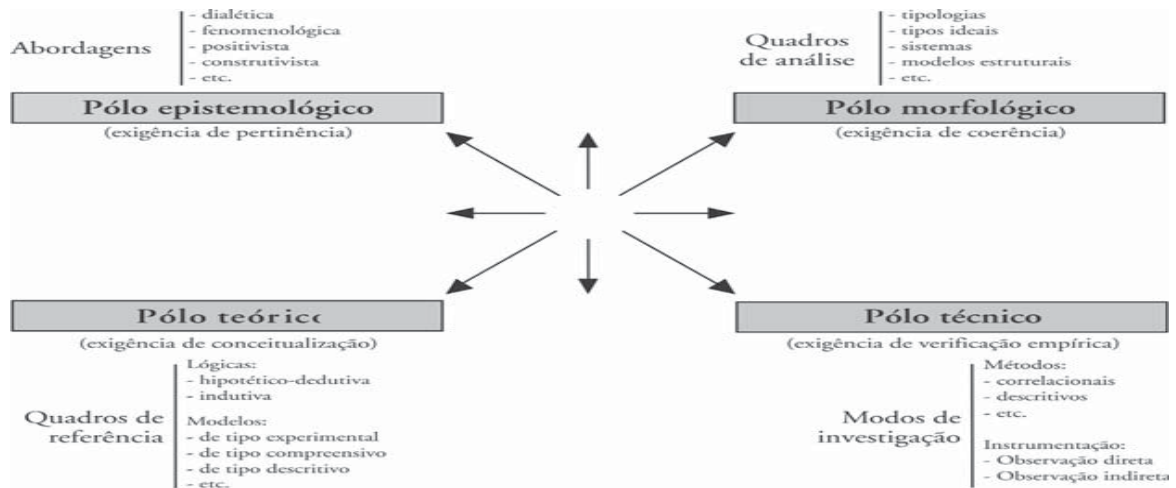 Abordagens
- dialética
- fenomenológica
- positivista
- construtivista
- etc.
Pólo epistemológico
(exigência de pertinência)
Quadros
de análise
- tipologias
- tipos ideais
- sistemas
- modelos estruturais
- etc.
Pólo morfológico
(exigência de coerência)
Pólo teóric
(exigência de conceitualização)
Quadros de
referência
Lógicas:
- hipotético-dedutiva
- indutiva
Modelos:
- de tipo experimental
- de tipo compreensivo
- de tipo descritivo
- etc.
Pólo técnico
(exigência de verificação empírica)
Modos de
investigação
Métodos:
- correlacionais
- descritivos
- etc.
Instrumentação:
- Observação direta
- Observação indireta